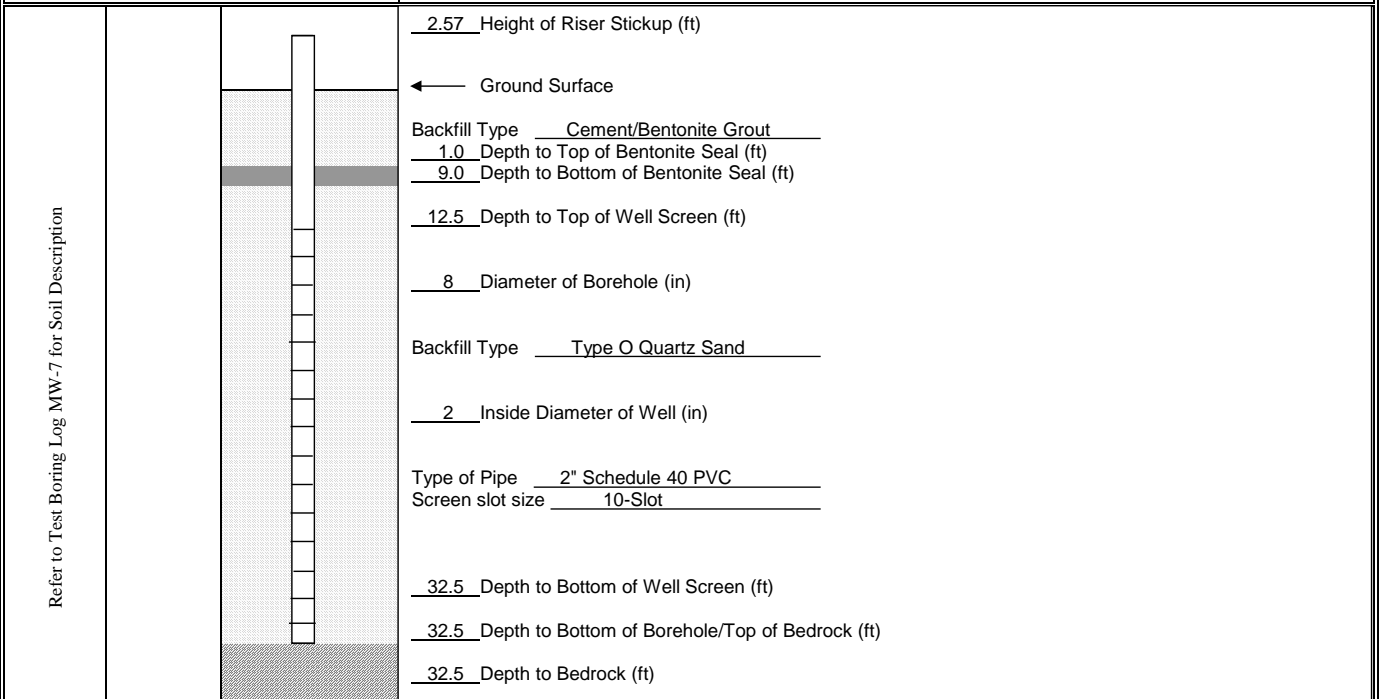 Refer to Test Boring Log MW-7 for Soil Description
2.57 Height of Riser Stickup (ft)
Ground Surface
Backfill Type Cement/Bentonite Grout
1.0 Depth to Top of Bentonite Seal (ft)
9.0 Depth to Bottom of Bentonite Seal (ft)
12.5 Depth to Top of Well Screen (ft)
8 Diameter of Borehole (in)
Backfill Type Type O Quartz Sand
2 Inside Diameter of Well (in)
Type of Pipe 2" Schedule 40 PVC
Screen slot size 10-Slot
32.5 Depth to Bottom of Well Screen (ft)
32.5 Depth to Bottom of Borehole/Top of Bedrock (ft)
32.5 Depth to Bedrock (ft)